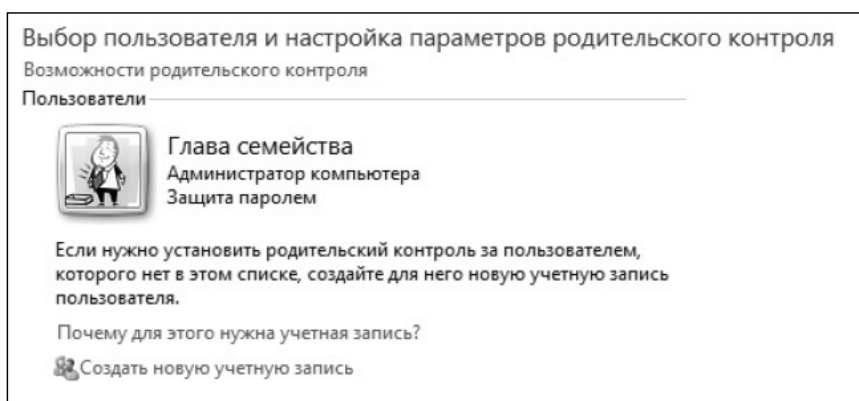 Выбор пользователя и настройка параметров родительского контроля
Возможности родительского контроля
Пользователи
Глава семейства
Администратор компьютера
Защита паролем
Если нужно установить родительский контроль за пользователем,
которого нет в этом списке, создайте для него новую учетную запись
пользователя.
Почему для этого нужна учетная запись?
Создать новую учетную запись